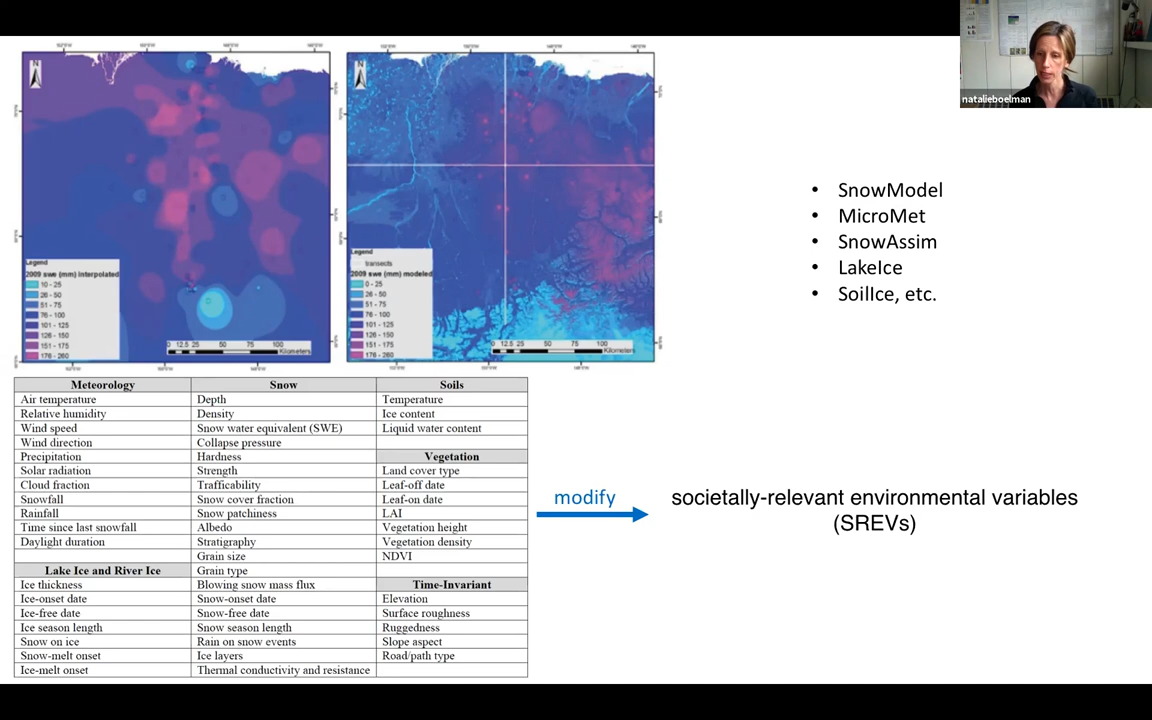 natalieboelman
N
Legend
2009 swe (mm) interpolated
10 - 25
26 - 50
51 - 75
76 - 100
101 - 125
126 - 150
151 - 175
176 - 260
0 12.5 25 50 75 100
Kilometers
N
Legend
transects
2009 swe (mm) modeled
0 - 25
26 - 50
51 - 75
76 - 100
101 - 125
126 - 150
151 - 175
176 - 260
0 12.5 25 50 75 100
Kilometers
• SnowModel
• MicroMet
• SnowAssim
• LakeIce
• SoilIce, etc.
Meteorology Snow Soils
Air temperature Depth Temperature
Relative humidity Density Ice content
Wind speed Snow water equivalent (SWE) Liquid water content
Wind direction Collapse pressure
Precipitation Hardness Vegetation
Solar radiation Strength Land cover type
Cloud fraction Trafficability Leaf-off date
Snowfall Snow cover fraction Leaf-on date
Rainfall Snow patchiness LAI
Time since last snowfall Albedo Vegetation height
Daylight duration Stratigraphy Vegetation density
Grain size NDVI
Lake Ice and River Ice Grain type
Ice thickness Blowing snow mass flux Time-Invariant
Ice-onset date Snow-onset date Elevation
Ice-free date Snow-free date Surface roughness
Ice season length Snow season length Ruggedness
Snow on ice Rain on snow events Slope aspect
Snow-melt onset Ice layers Road/path type
Ice-melt onset Thermal conductivity and resistance
modify
societally-relevant environmental variables
(SREVs)